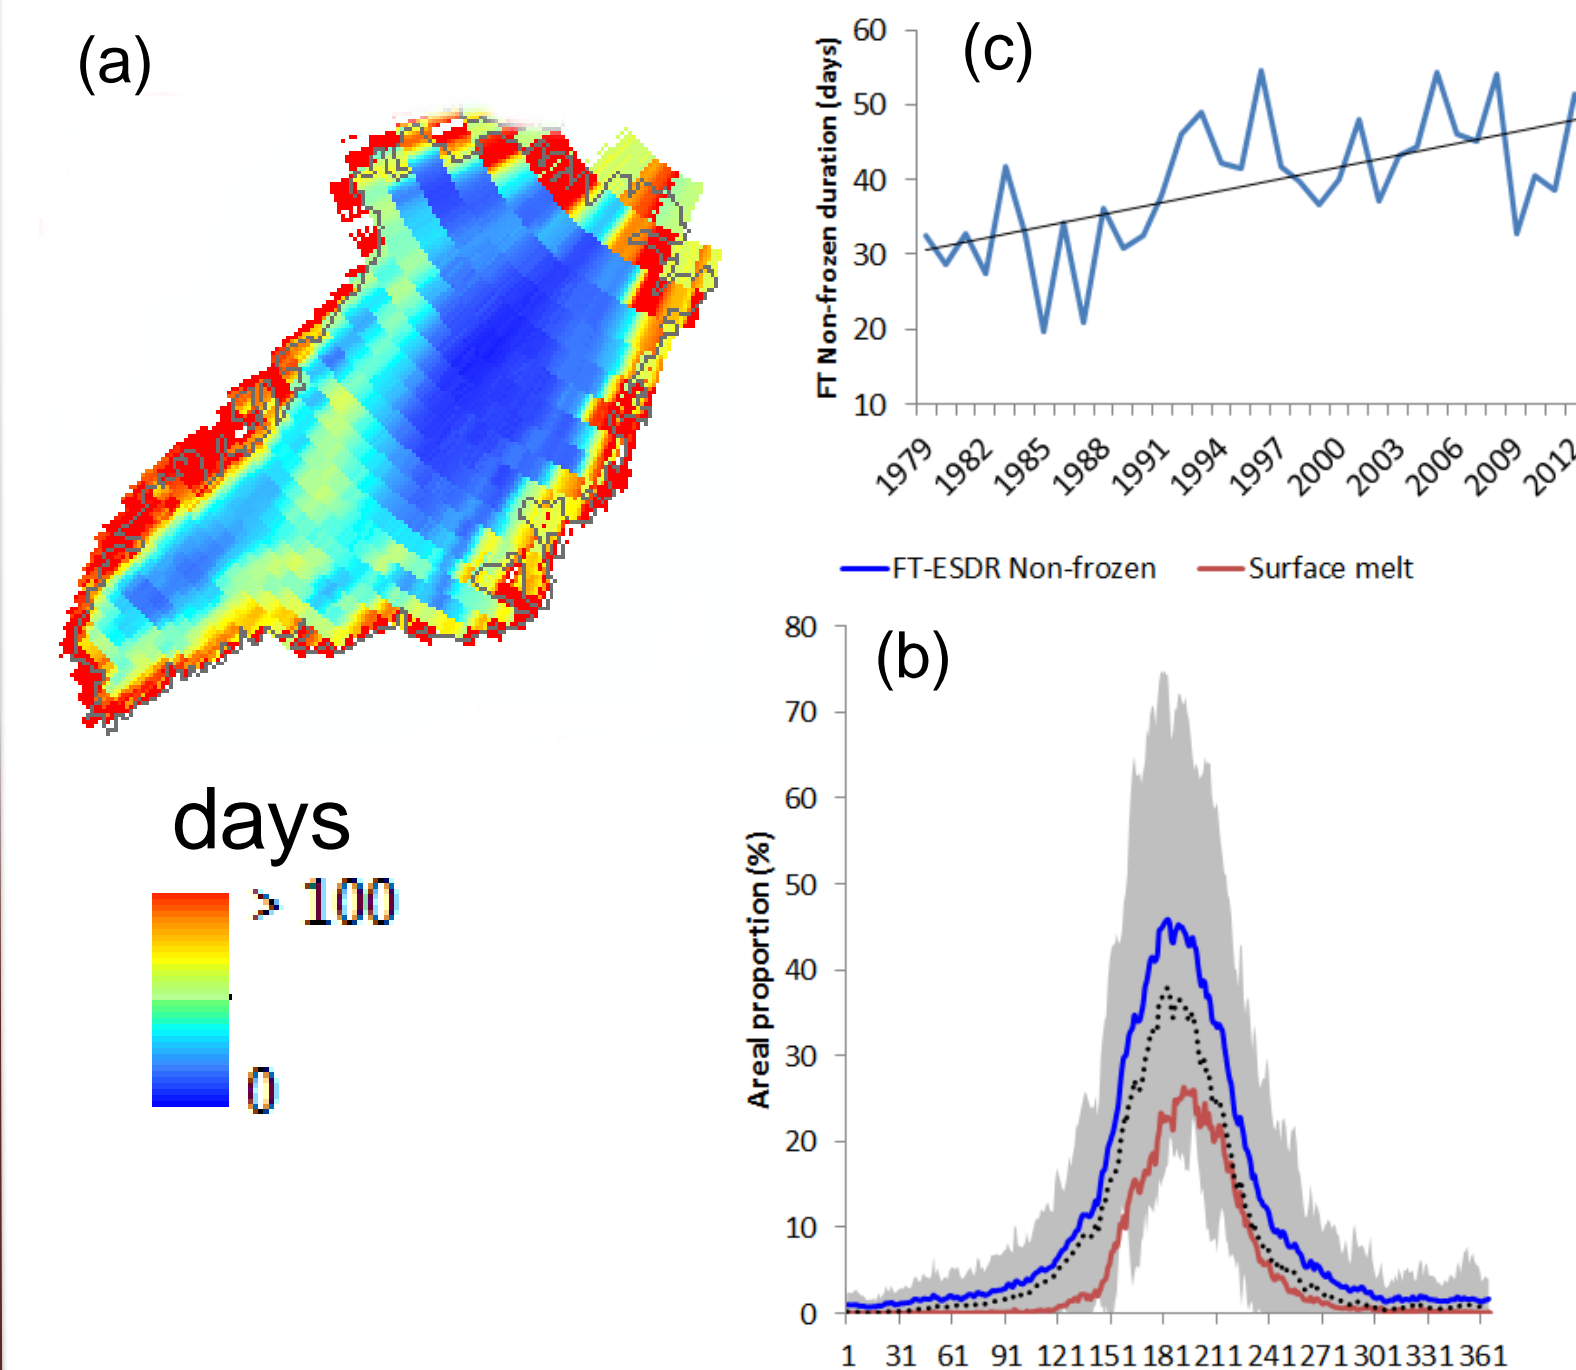 (a)
days
> 100
0
(c)
FT Non-frozen duration (days)
60
50
40
30
20
10
1979 1982 1985 1988 1991 1994 1997 2000 2003 2006 2009 2012
FT-ESDR Non-frozen Surface melt
(b)
Areal proportion (%)
80
70
60
50
40
30
20
10
0
1 31 61 91 121 151 181 211 241 271 301 331 361